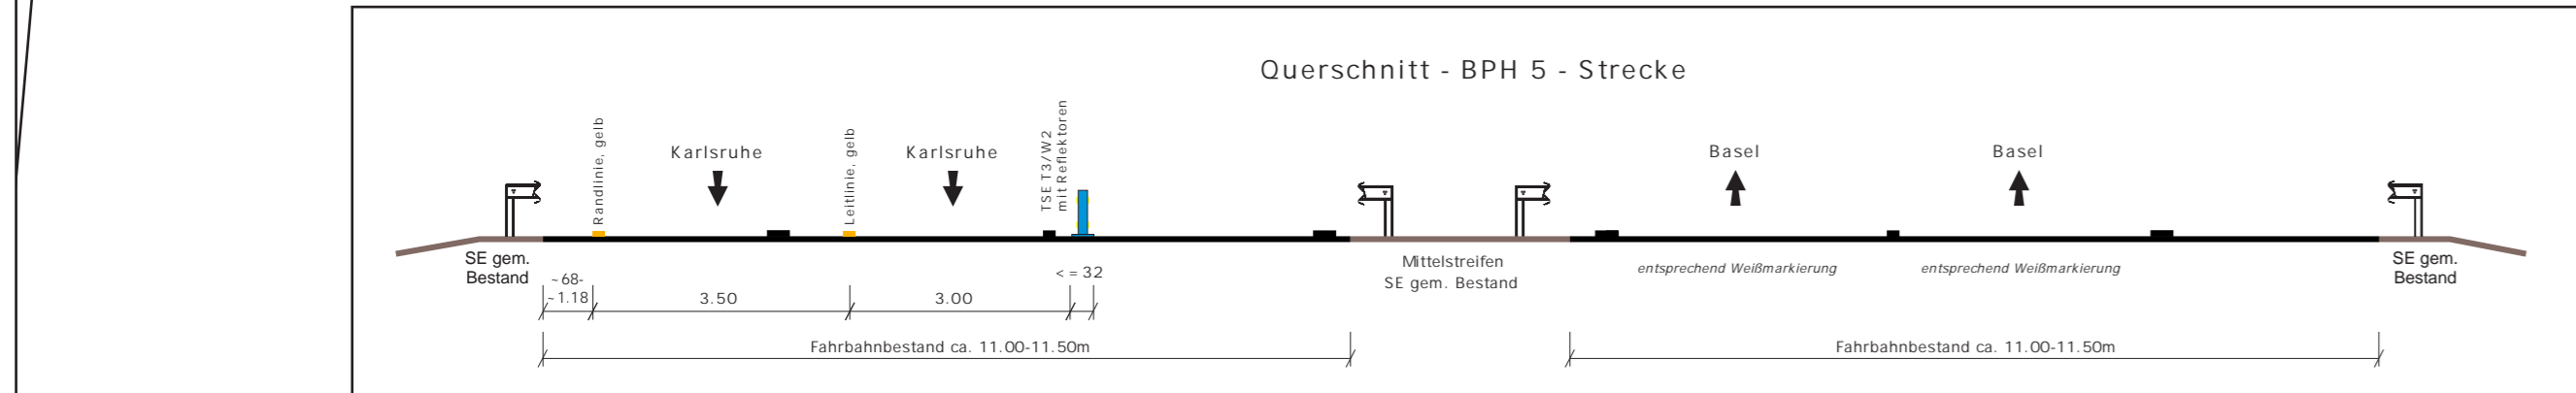 Querschnitt - BPH 5 - Strecke
Randlinie, gelb
Karlsruhe
Leitlinie, gelb
Karlsruhe
TSE T3/W2
mit Reflektoren
Basel
Basel
SE gem.
Bestand
~68-
~1.18
3.50
3.00
< = 32
Mittelstreifen
SE gem. Bestand
entsprechend Weißmarkierung
entsprechend Weißmarkierung
SE gem.
Bestand
Fahrbahnbestand ca. 11.00-11.50m
Fahrbahnbestand ca. 11.00-11.50m